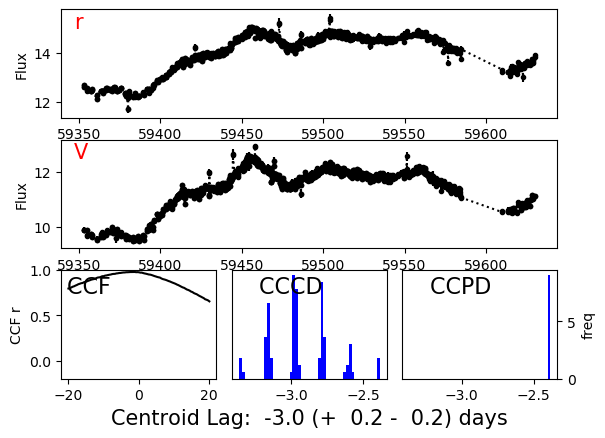 r
Flux
14
12
59350 59400 59450 59500 59550 59600
V
Flux
12
10
59350 59400 59450 59500 59550 59600
CCF
CCCD
CCPD
CCF r
1.0
0.5
0.0
5
0
freq
−20 0 20
−3.0 −2.5
−3.0 −2.5
Centroid Lag: -3.0 (+ 0.2 - 0.2) days